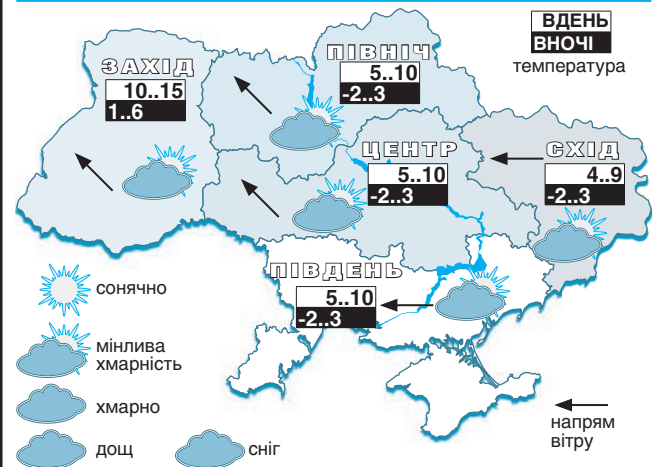 ВДЕНЬ
ВНОЧІ
температура
ПІВНІЧ
5..10
-2..3
ЗАХІД
10..15
1..6
ЦЕНТР
5..10
-2..3
СХІД
4..9
-2..3
ПІВДЕНЬ
5..10
-2..3
сонячно
мінлива
хмарність
хмарно
дощ
сніг
напрям
вітру